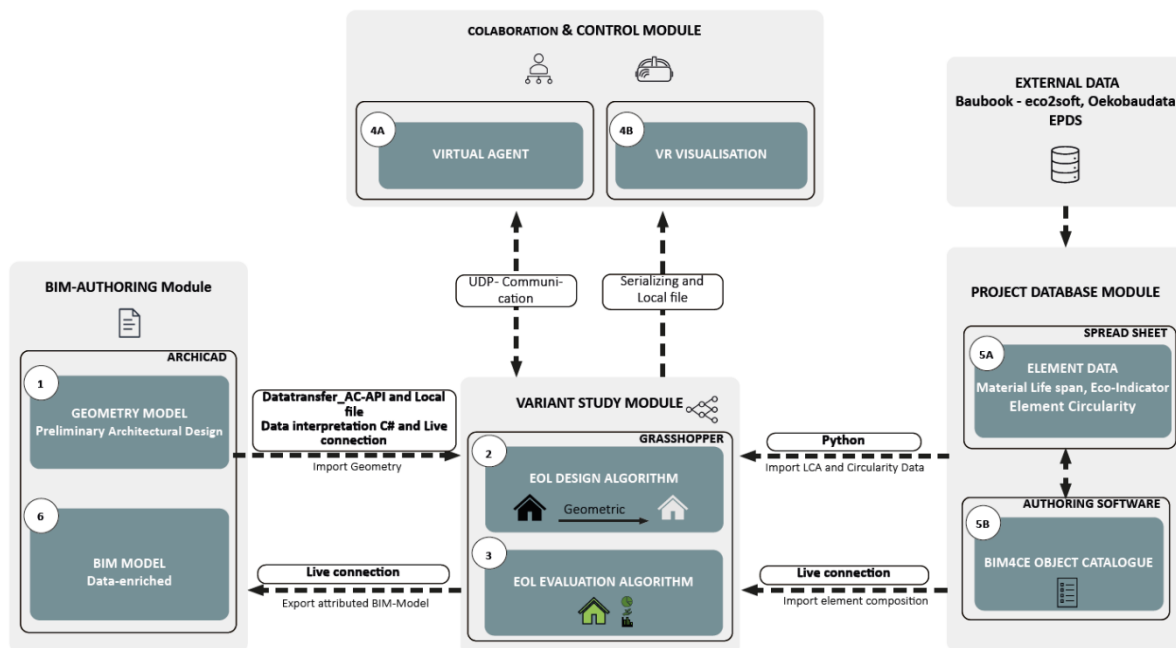 COLABORATION & CONTROL MODULE
4A
VIRTUAL AGENT
4B
VR VISUALISATION
EXTERNAL DATA
Baubook - eco2soft, Oekobaudata
EPDS
UDP- Communi-
cation
Serializing and
Local file
BIM-AUTHORING Module
ARCHICAD
1
GEOMETRY MODEL
Preliminary Architectural Design
6
BIM MODEL
Data-enriched
Datatransfer_AC-API and Local
file
Data interpretation C# and Live
connection
Import Geometry
Live connection
Export attributed BIM-Model
VARIANT STUDY MODULE
GRASSHOPPER
2
EOL DESIGN ALGORITHM
Geometric
3
EOL EVALUATION ALGORITHM
Python
Import LCA and Circularity Data
Live connection
Import element composition
PROJECT DATABASE MODULE
SPREAD SHEET
5A
ELEMENT DATA
Material Life span, Eco-Indicator
Element Circularity
AUTHORING SOFTWARE
5B
BIM4CE OBJECT CATALOGUE